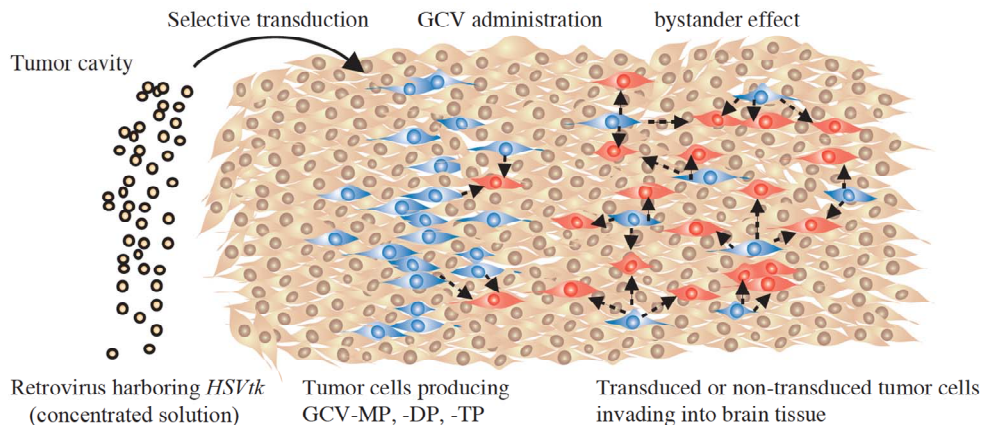 Selective transduction
GCV administration
bystander effect
Tumor cavity
Retrovirus harboring HSVtk
(concentrated solution)
Tumor cells producing
GCV-MP, -DP, -TP
Transduced or non-transduced tumor cells
invading into brain tissue